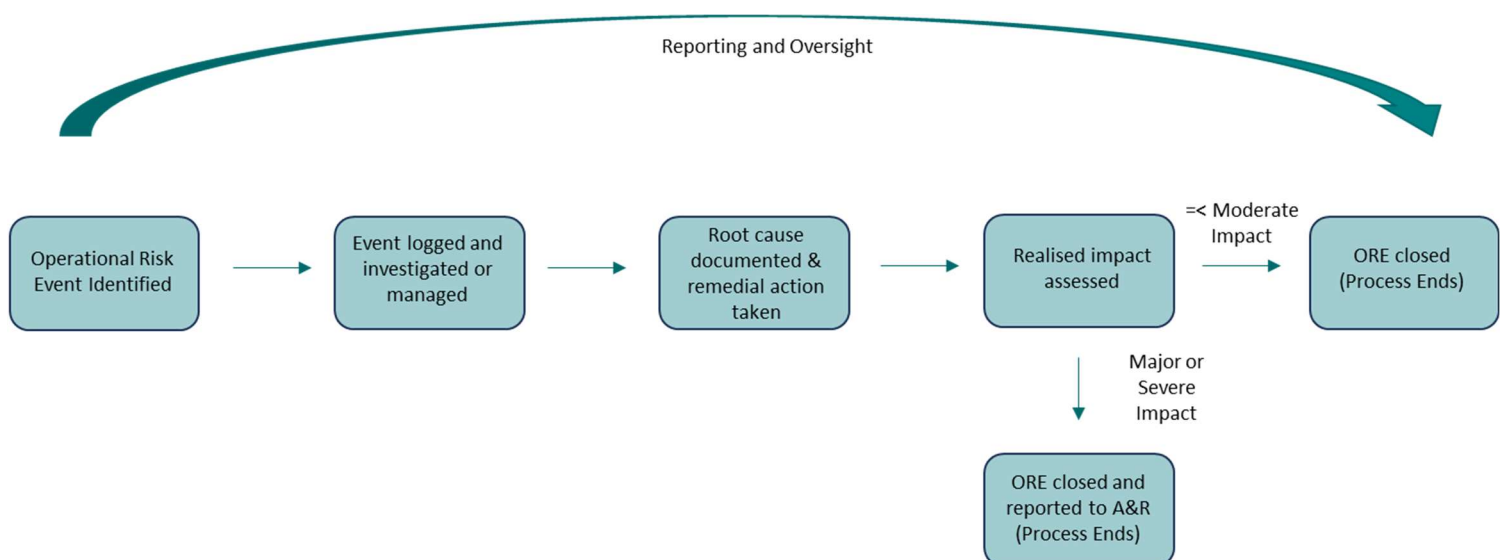 Reporting and Oversight
Operational Risk
Event Identified
Event logged and
investigated or
managed
Root cause
documented &
remedial action
taken
Realised impact
assessed
=< Moderate
Impact
ORE closed
(Process Ends)
Major or
Severe
Impact
ORE closed and
reported to A&R
(Process Ends)